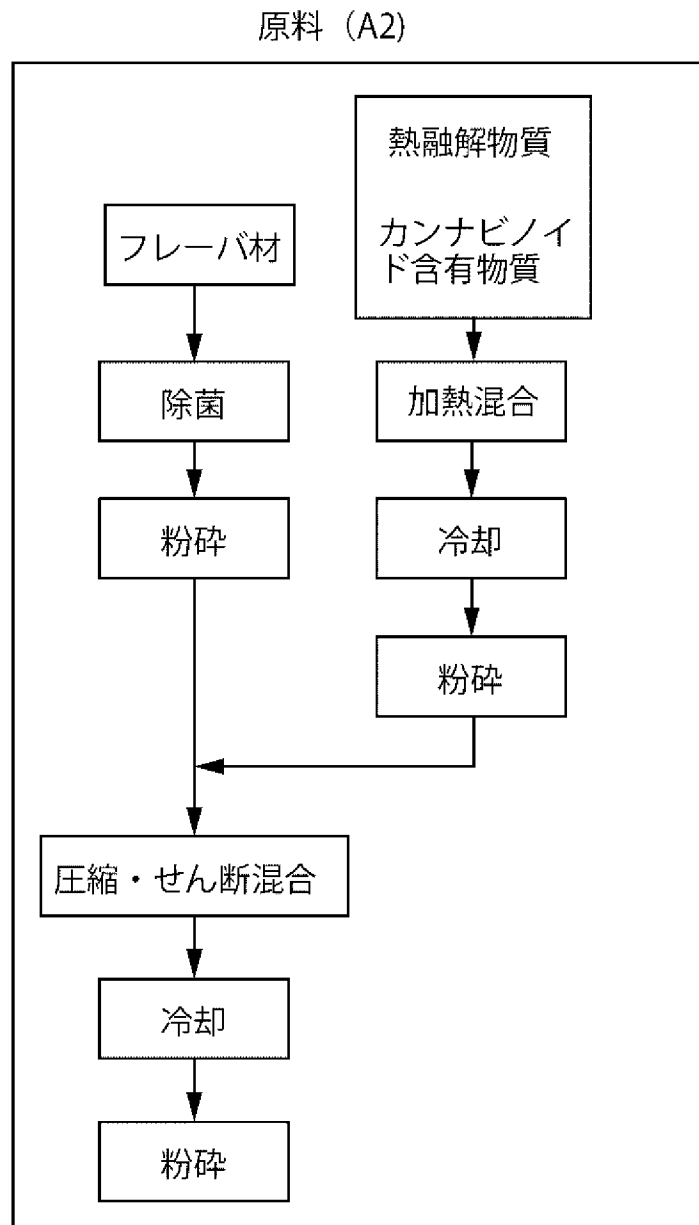 原料（A2)
熱融解物質
カンナビノイ
ド含有物質
フレーバ材
除菌
加熱混合
粉砕
冷却
粉砕
圧縮・せん断混合
冷却
粉砕